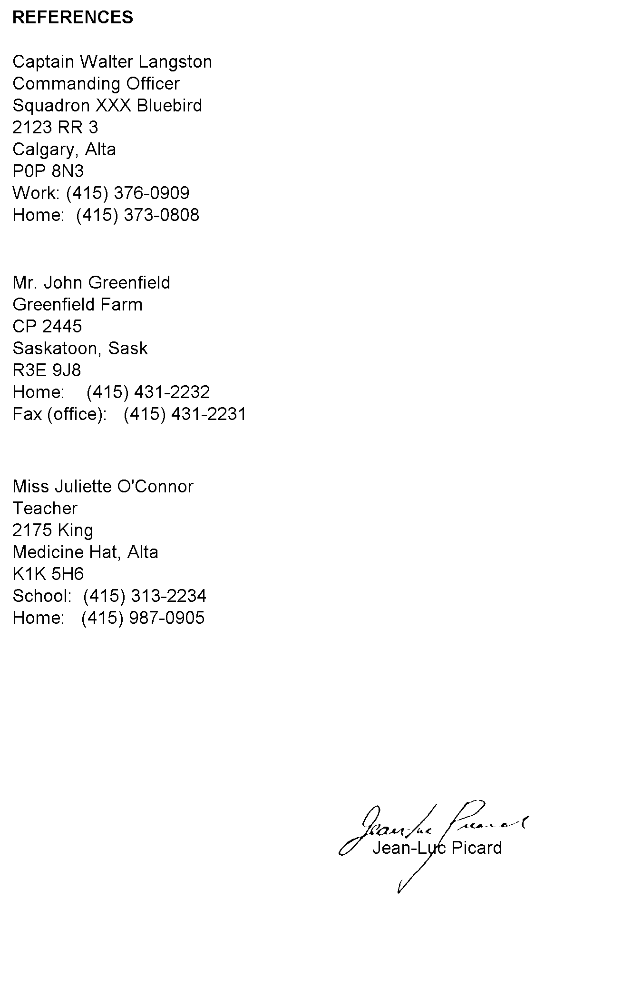 REFERENCES
Captain Walter Langston
Commanding Officer
Squadron XXX Bluebird
2123 RR 3
Calgary, Alta
P0P 8N3
Work: (415) 376-0909
Home:  (415) 373-0808
Mr. John Greenfield
Greenfield Farm
CP 2445
Saskatoon, Sask
R3E 9J8
Home:    (415) 431-2232
Fax (office):   (415) 431-2231
Miss Juliette O'Connor
Teacher
2175 King
Medicine Hat, Alta
K1K 5H6
School:  (415) 313-2234
Home:   (415) 987-0905
Jean-Luc Picard
Jean-Luc Picard